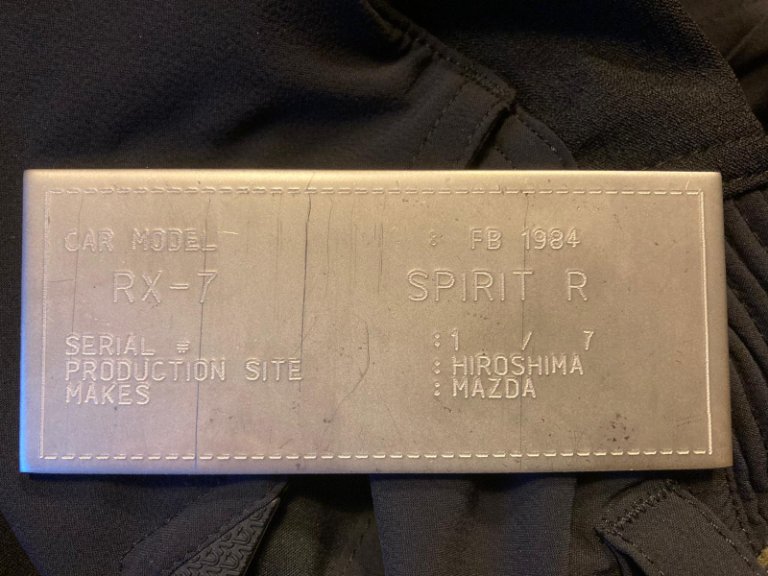 CAR MODEL : FB 1984
RX-7 SPIRIT R
SERIAL # : 1 / 7
PRODUCTION SITE : HIROSHIMA
MAKES : MAZDA